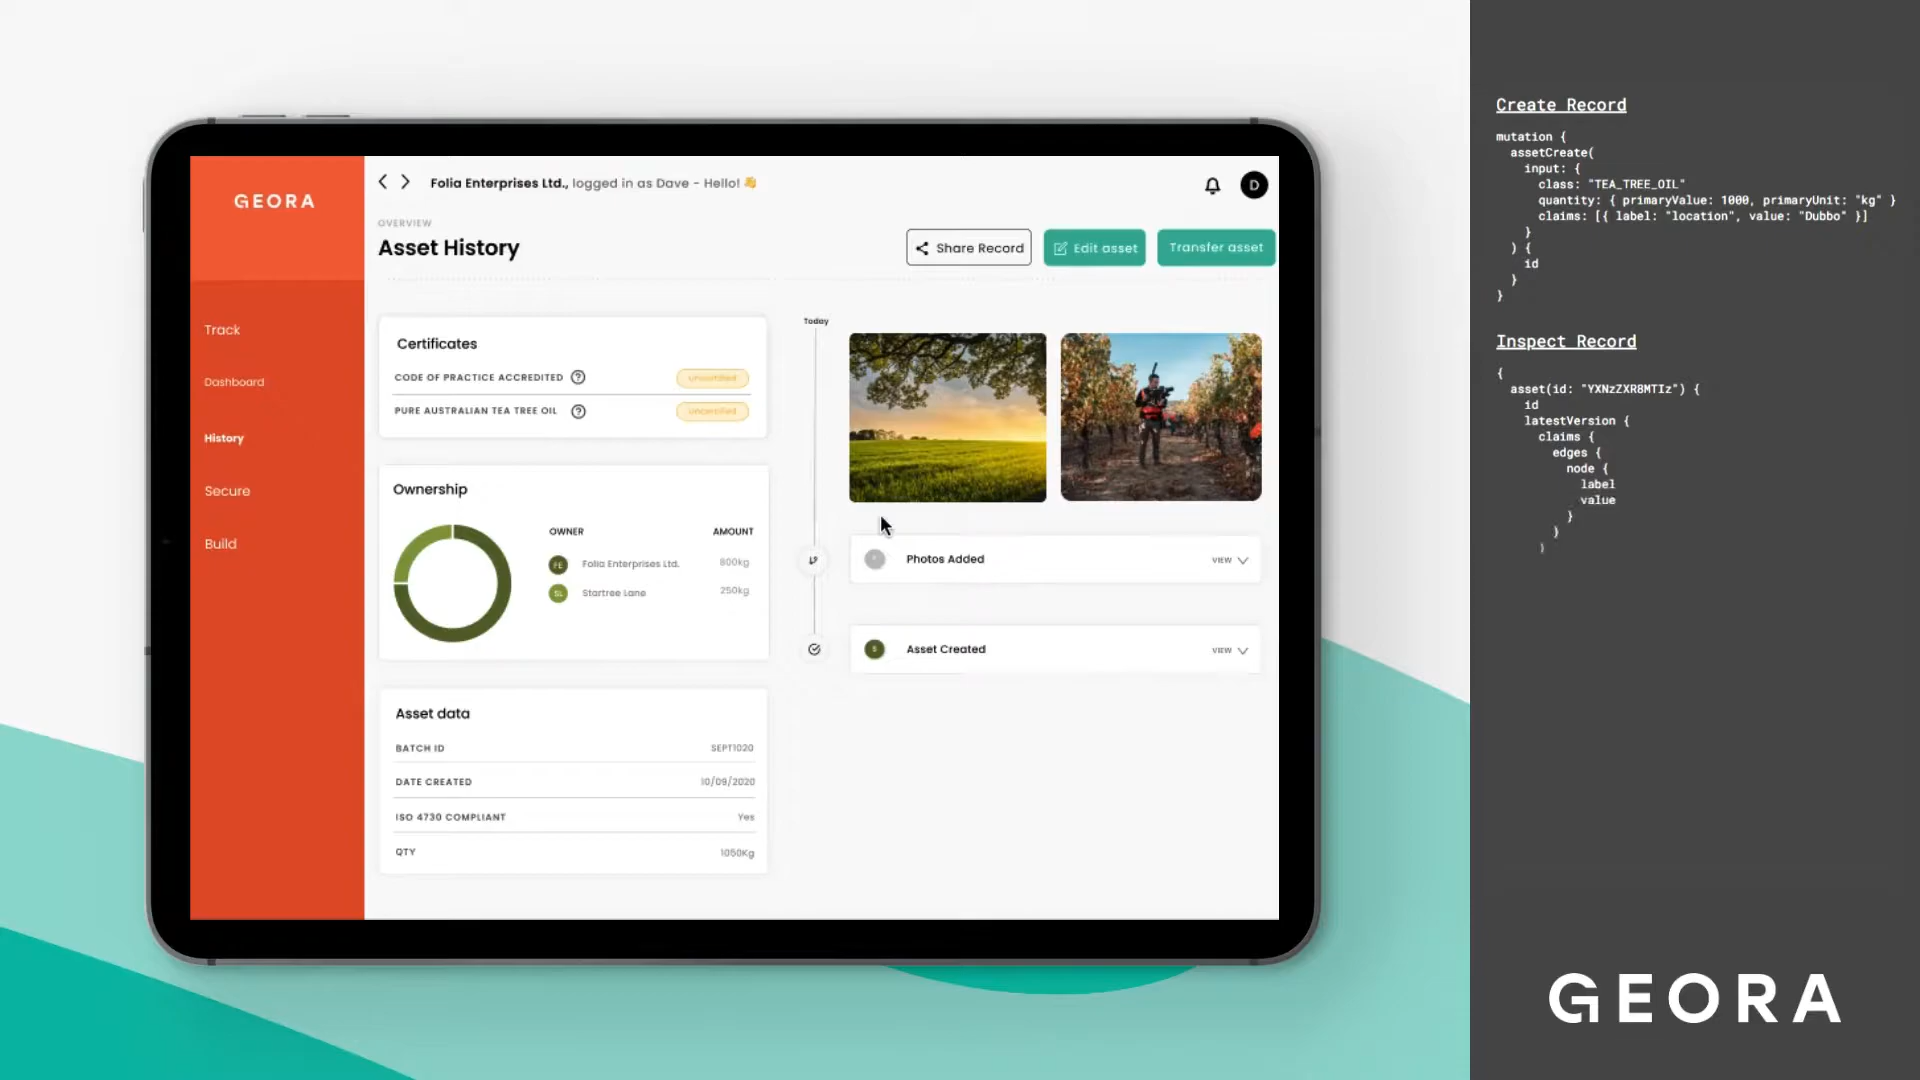 GEORA
Folia Enterprises Ltd., logged in as Dave - Hello! 👋
D
OVERVIEW
Asset History
Share Record
Edit asset
Transfer asset
Track
Dashboard
History
Secure
Build
Certificates
CODE OF PRACTICE ACCREDITED ?
Uncertified
PURE AUSTRALIAN TEA TREE OIL ?
Uncertified
Ownership
OWNER AMOUNT
FE Folia Enterprises Ltd. 800kg
SL Startree Lane 250kg
Asset data
BATCH ID SEPT1020
DATE CREATED 10/09/2020
ISO 4730 COMPLIANT Yes
QTY 1050Kg
Today
Photos Added VIEW
Asset Created VIEW
Create Record
mutation {
assetCreate(
input: {
class: "TEA_TREE_OIL"
quantity: { primaryValue: 1000, primaryUnit: "kg" }
claims: [{ label: "location", value: "Dubbo" }]
}
) {
id
}
}
Inspect Record
{
asset(id: "YXNzZXR8MTIz") {
id
latestVersion {
claims {
edges {
node {
label
value
}
}
}
GEORA